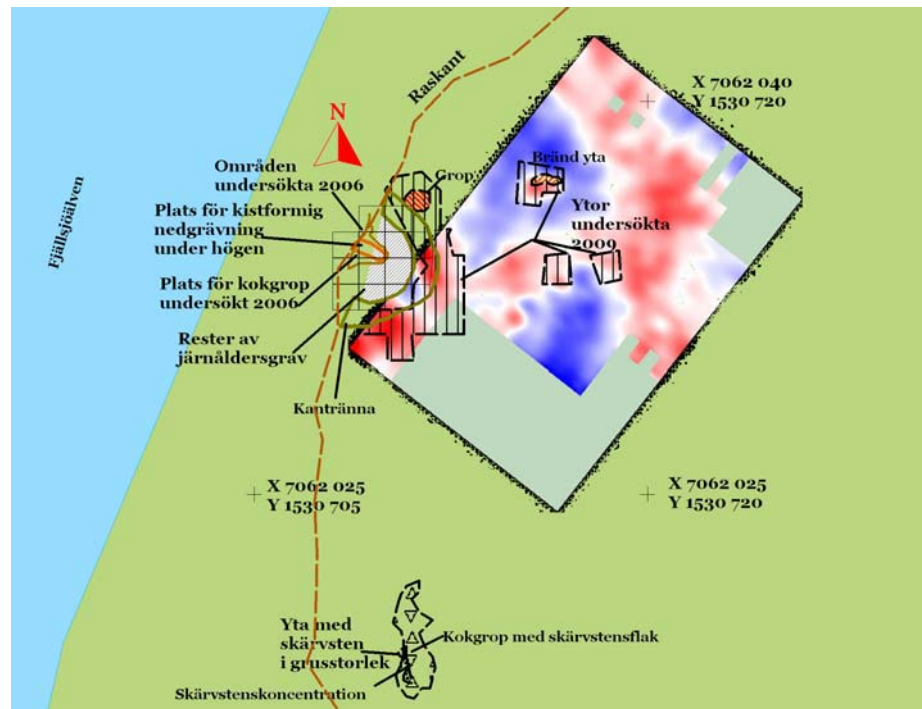 Raskant
X 7062 040
Y 1530 720
N
Områden
undersökta 2006
Grop
Bränd yta
Plats för kistformig
nedgrävning
under högen
Ytor
undersökta
2009
Fjällsjöälven
Plats för kokgrop
undersökt 2006
Rester av
järnåldersgrav
Kantränna
X 7062 025
Y 1530 705
X 7062 025
Y 1530 720
Yta med
skärvsten
i grusstorlek
Kokgrop med skärvstensflak
Skärvstenskoncentration